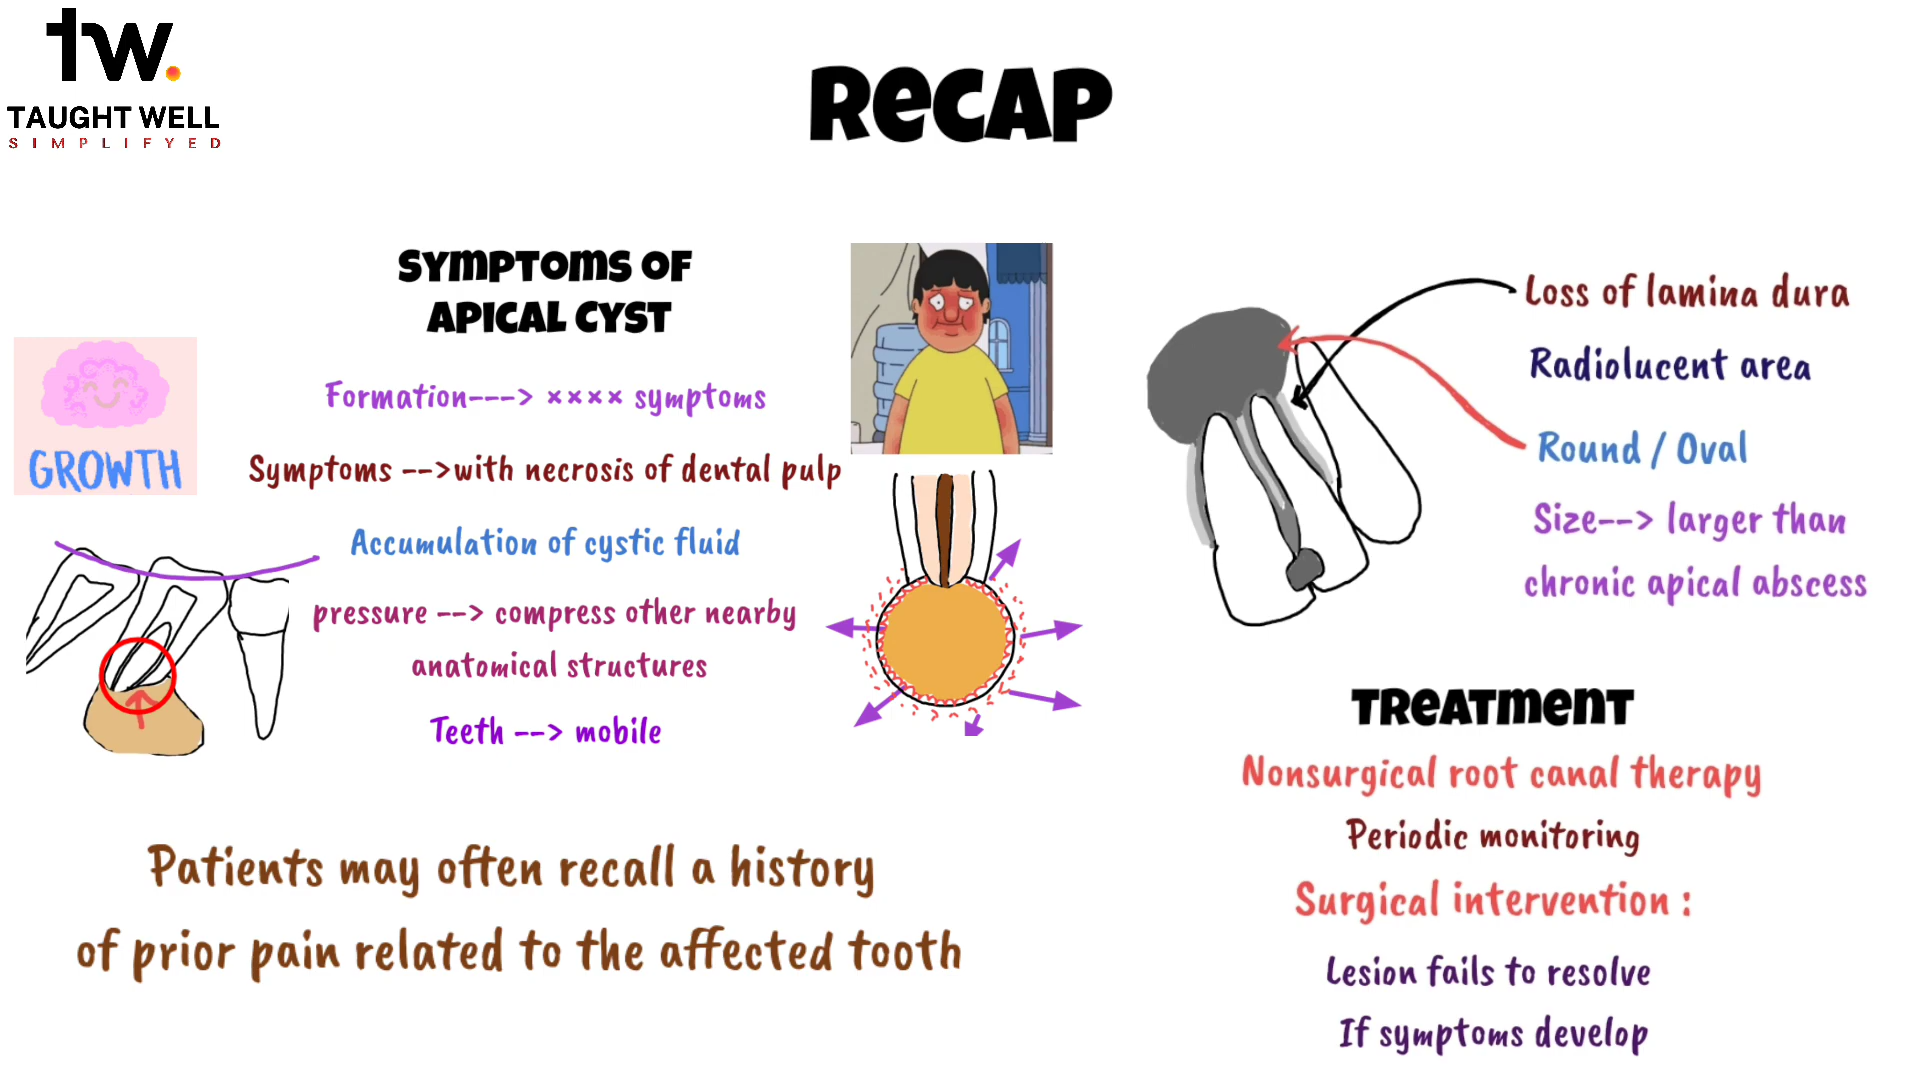 tw.
TAUGHT WELL
SIMPLIFYED
RECAP
SYMPTOMS OF
APICAL CYST
GROWTH
Formation---> ×××× symptoms
Symptoms -->with necrosis of dental pulp
Accumulation of cystic fluid
pressure --> compress other nearby
anatomical structures
Teeth --> mobile
Patients may often recall a history
of prior pain related to the affected tooth
Loss of lamina dura
Radiolucent area
Round / Oval
Size--> larger than
chronic apical abscess
TREATMENT
Nonsurgical root canal therapy
Periodic monitoring
Surgical intervention :
Lesion fails to resolve
If symptoms develop